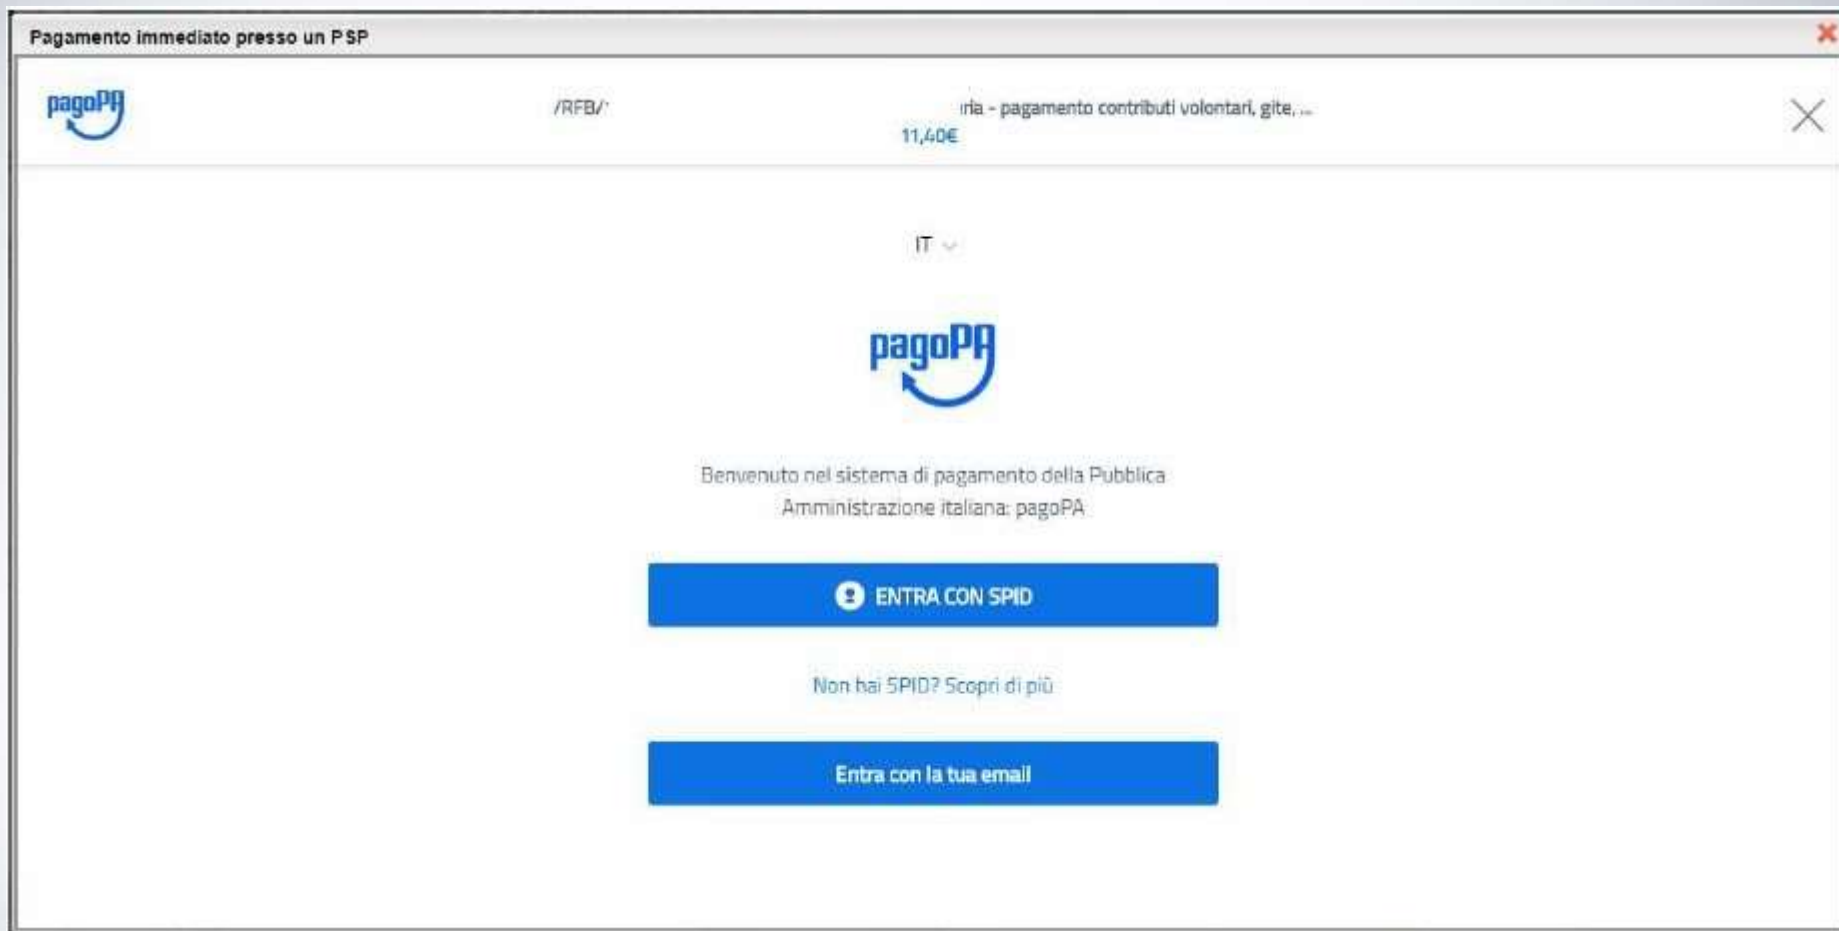 Pagamento immediato presso un PSP
pagoPA
/RFB/
- pagamento contributi volontari, gite, ...
11,40€
IT
pagoPA
Benvenuto nel sistema di pagamento della Pubblica
Amministrazione italiana: pagoPA
ENTRA CON SPID
Non hai SPID? Scopri di più
Entra con la tua email